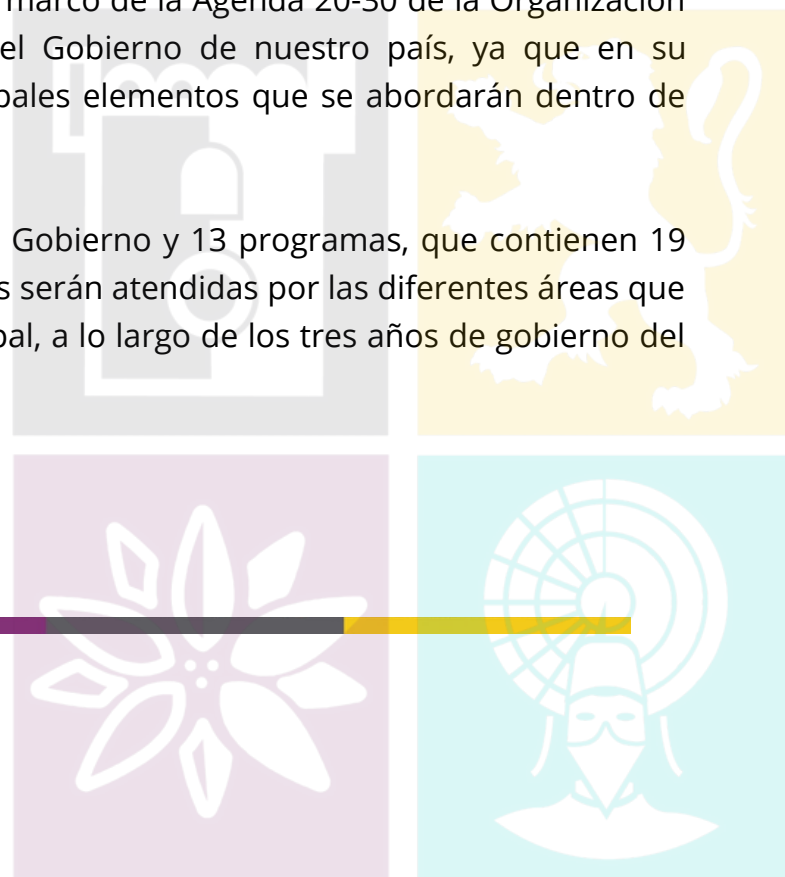 marco de la Agenda 20-30 de la Organización
el Gobierno de nuestro país, ya que en su
pales elementos que se abordarán dentro de
Gobierno y 13 programas, que contienen 19
s serán atendidas por las diferentes áreas que
pal, a lo largo de los tres años de gobierno del